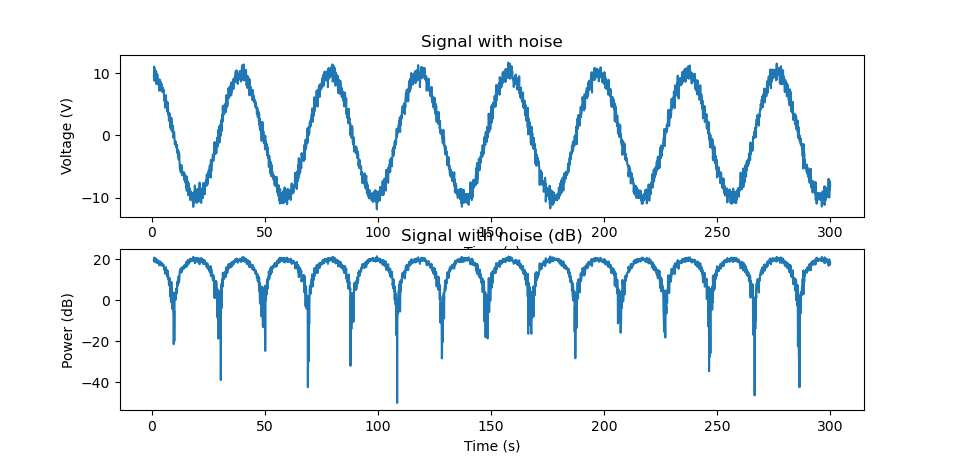 Signal with noise
Voltage (V)
10
0
−10
0 50 100 150 200 250 300
Signal with noise (dB)
Power (dB)
20
0
−20
−40
0 50 100 150 200 250 300
Time (s)